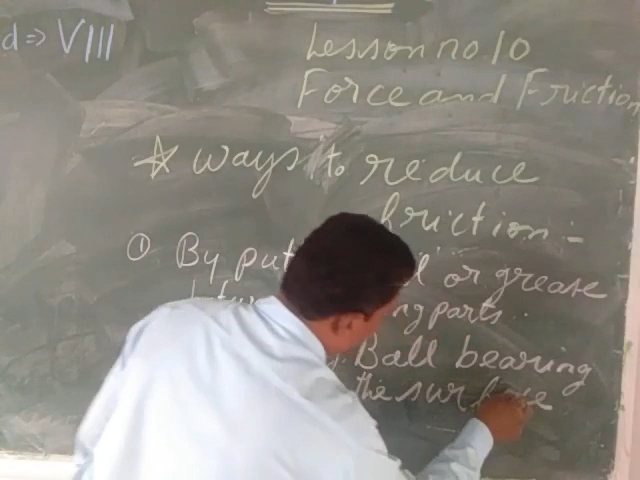 d => VIII
Lesson no 10
Force and Friction
☆ ways to reduce
friction :-
① By put or grease
parts
Ball bearing
the surface